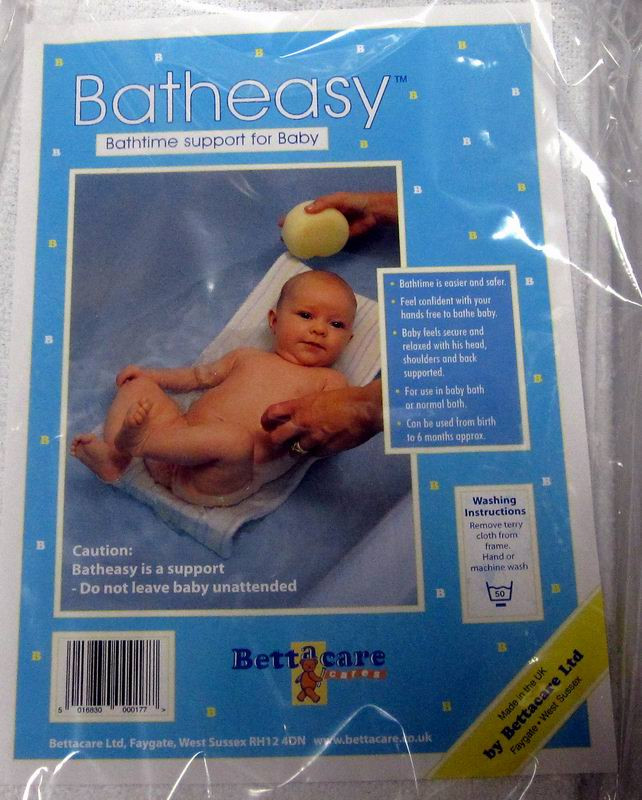 Batheasy™
Bathtime support for Baby
• Bathtime is easier and safer.
• Feel confident with your
hands free to bathe baby.
• Baby feels secure and
relaxed with his head,
shoulders and back
supported.
• For use in baby bath
or normal bath.
• Can be used from birth
to 6 months approx.
Washing
Instructions
Remove terry
cloth from
frame.
Hand or
machine wash
50
Caution:
Batheasy is a support
- Do not leave baby unattended
5 016830 000177 >
Bettacare
cares
Made in the UK
by Bettacare Ltd
Faygate • West Sussex
Bettacare Ltd, Faygate, West Sussex RH12 4DN www.bettacare.co.uk